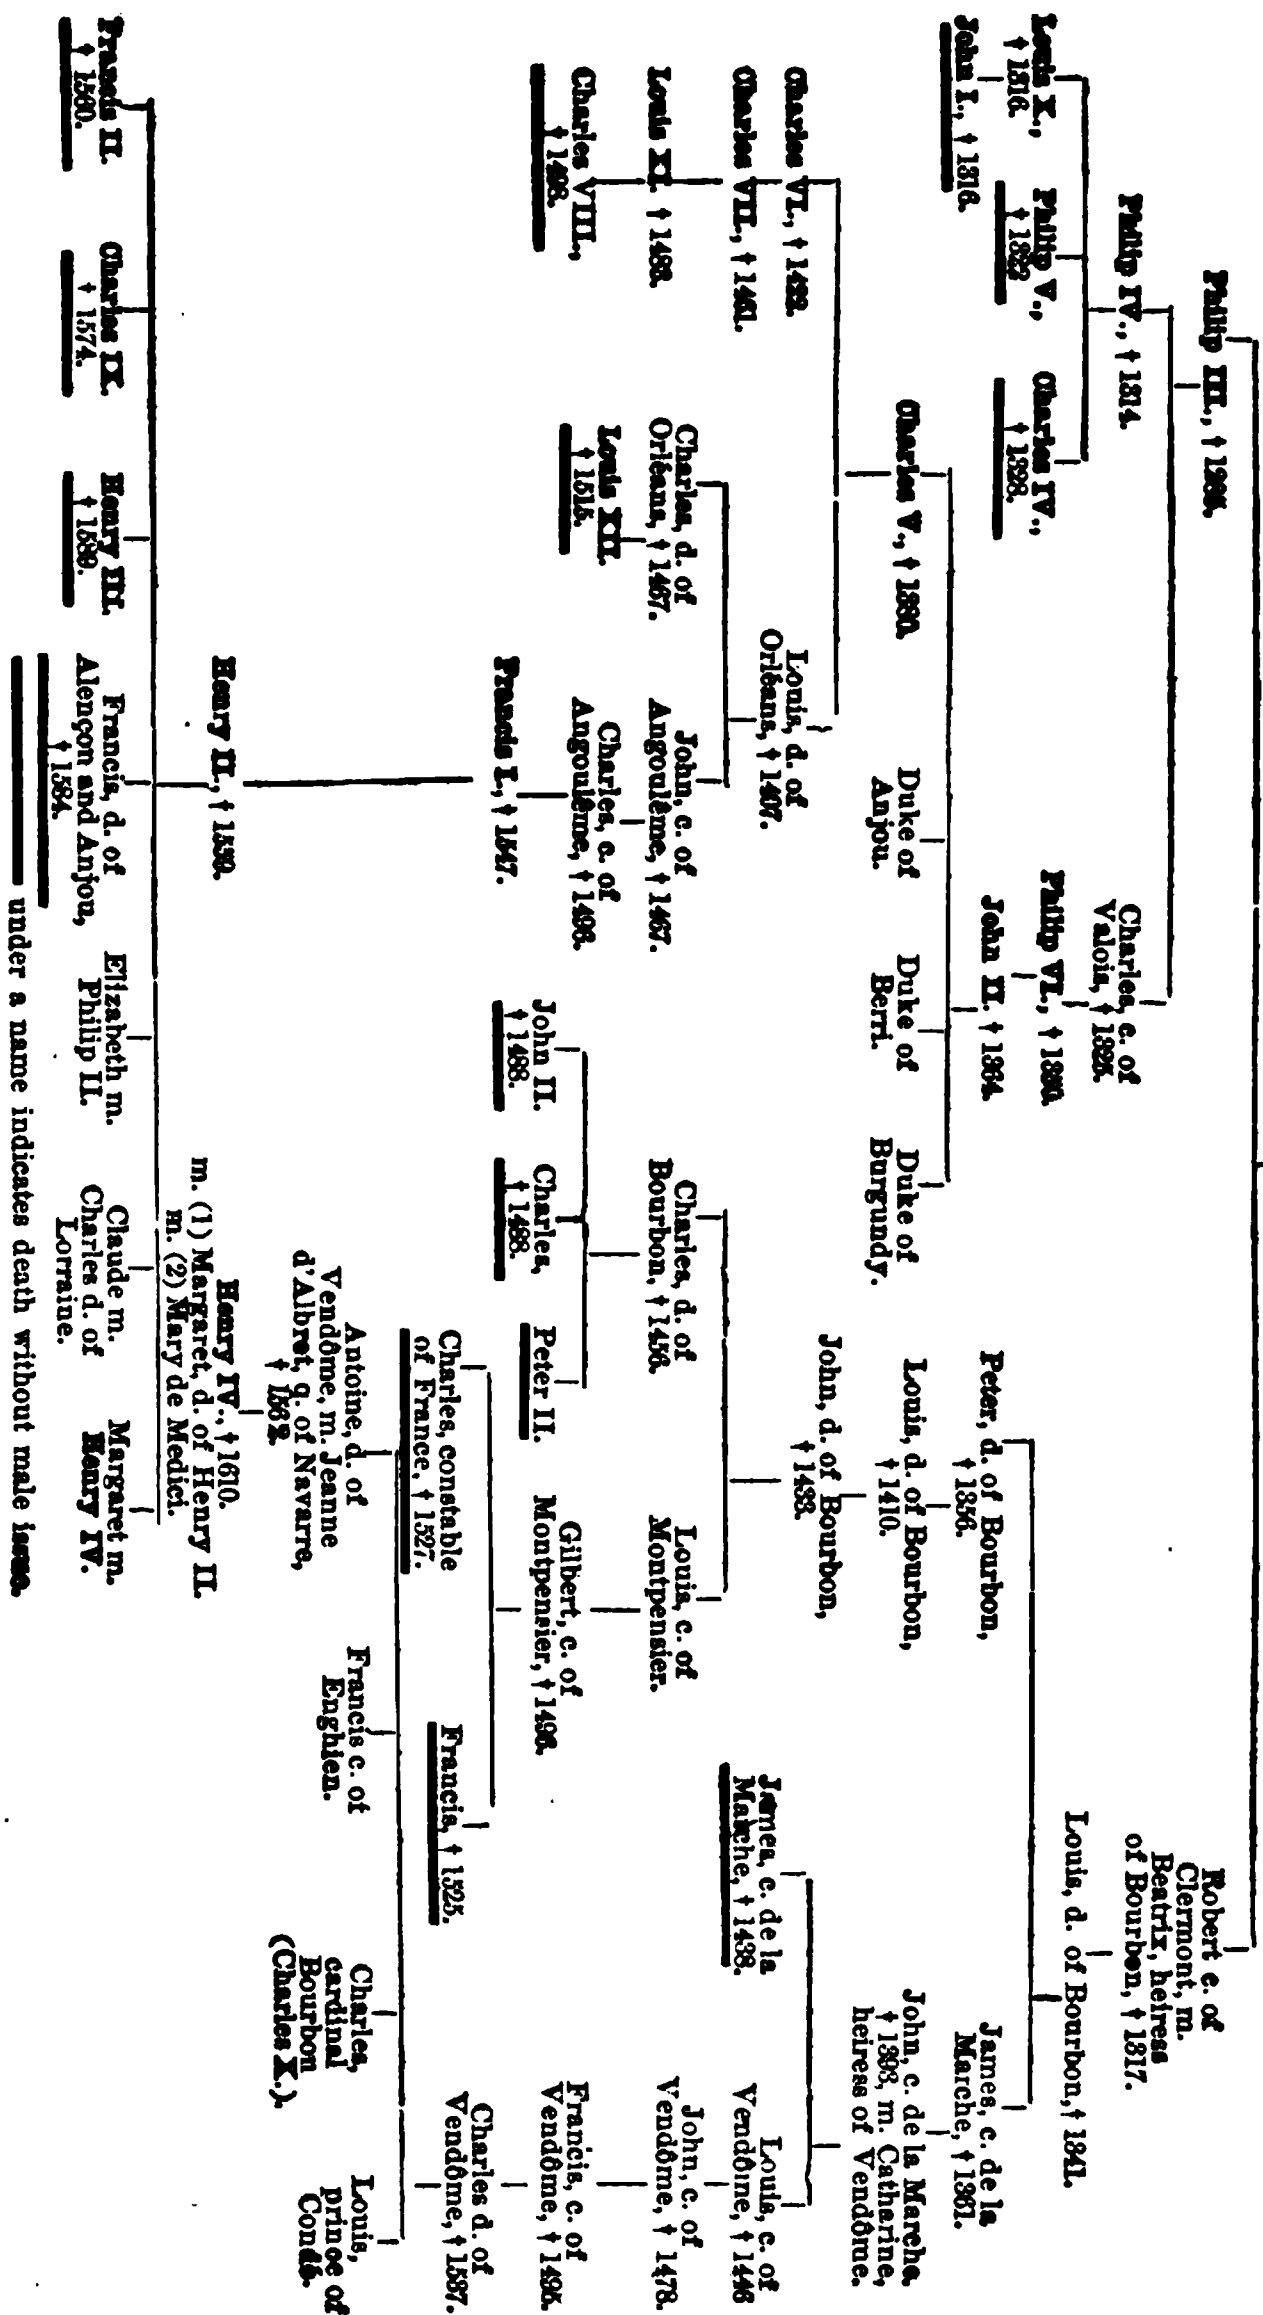 Philip III., † 1285.
Robert c. of
Clermont, m.
Beatrix, heiress
of Bourbon, † 1317.
Philip IV., † 1314.
Charles, c. of
Valois, † 1325.
Louis, d. of Bourbon, † 1341.
Louis X.,
† 1316.
Philip V.,
† 1322
Charles IV.,
† 1328.
Philip VI., † 1350.
John I., † 1316.
John II. † 1364.
Peter, d. of Bourbon,
† 1356.
James, c. de la
Marche, † 1361.
Charles V., † 1380.
Duke of
Anjou.
Duke of
Berri.
Duke of
Burgundy.
Louis, d. of Bourbon,
† 1410.
John, c. de la Marche,
† 1393, m. Catharine,
heiress of Vendôme.
Charles VI., † 1422.
Louis, d. of
Orléans, † 1407.
John, d. of Bourbon,
† 1433.
James, c. de la
Marche, † 1438.
Louis, c. of
Vendôme, † 1446
Charles VII., † 1461.
Louis XI. † 1483.
Charles, d. of
Orléans, † 1467.
John, c. of
Angoulême, † 1467.
Charles, d. of
Bourbon, † 1456.
Louis, c. of
Montpensier.
John, c. of
Vendôme, † 1478.
Charles VIII.,
† 1498.
Louis XII.
† 1515.
Charles, c. of
Angoulême, † 1496.
John II.
† 1488.
Charles,
† 1488.
Peter II.
Gilbert, c. of
Montpensier, † 1496.
Francis, c. of
Vendôme, † 1495.
Francis I., † 1547.
Charles, constable
of France, † 1527.
Francis, † 1525.
Charles d. of
Vendôme, † 1537.
Antoine, d. of
Vendôme, m. Jeanne
d'Albret, q. of Navarre,
† 1562.
Francis c. of
Enghien.
Charles,
cardinal
Bourbon
(Charles X.).
Louis,
prince of
Condé.
Henry II., † 1559.
Henry IV., † 1610.
m. (1) Margaret, d. of Henry II.
m. (2) Mary de Medici.
Francis II.
† 1560.
Charles IX.
† 1574.
Henry III.
† 1589.
Francis, d. of
Alençon and Anjou,
† 1584.
Elizabeth m.
Philip II.
Claude m.
Charles d. of
Lorraine.
Margaret m.
Henry IV.
under a name indicates death without male issue.